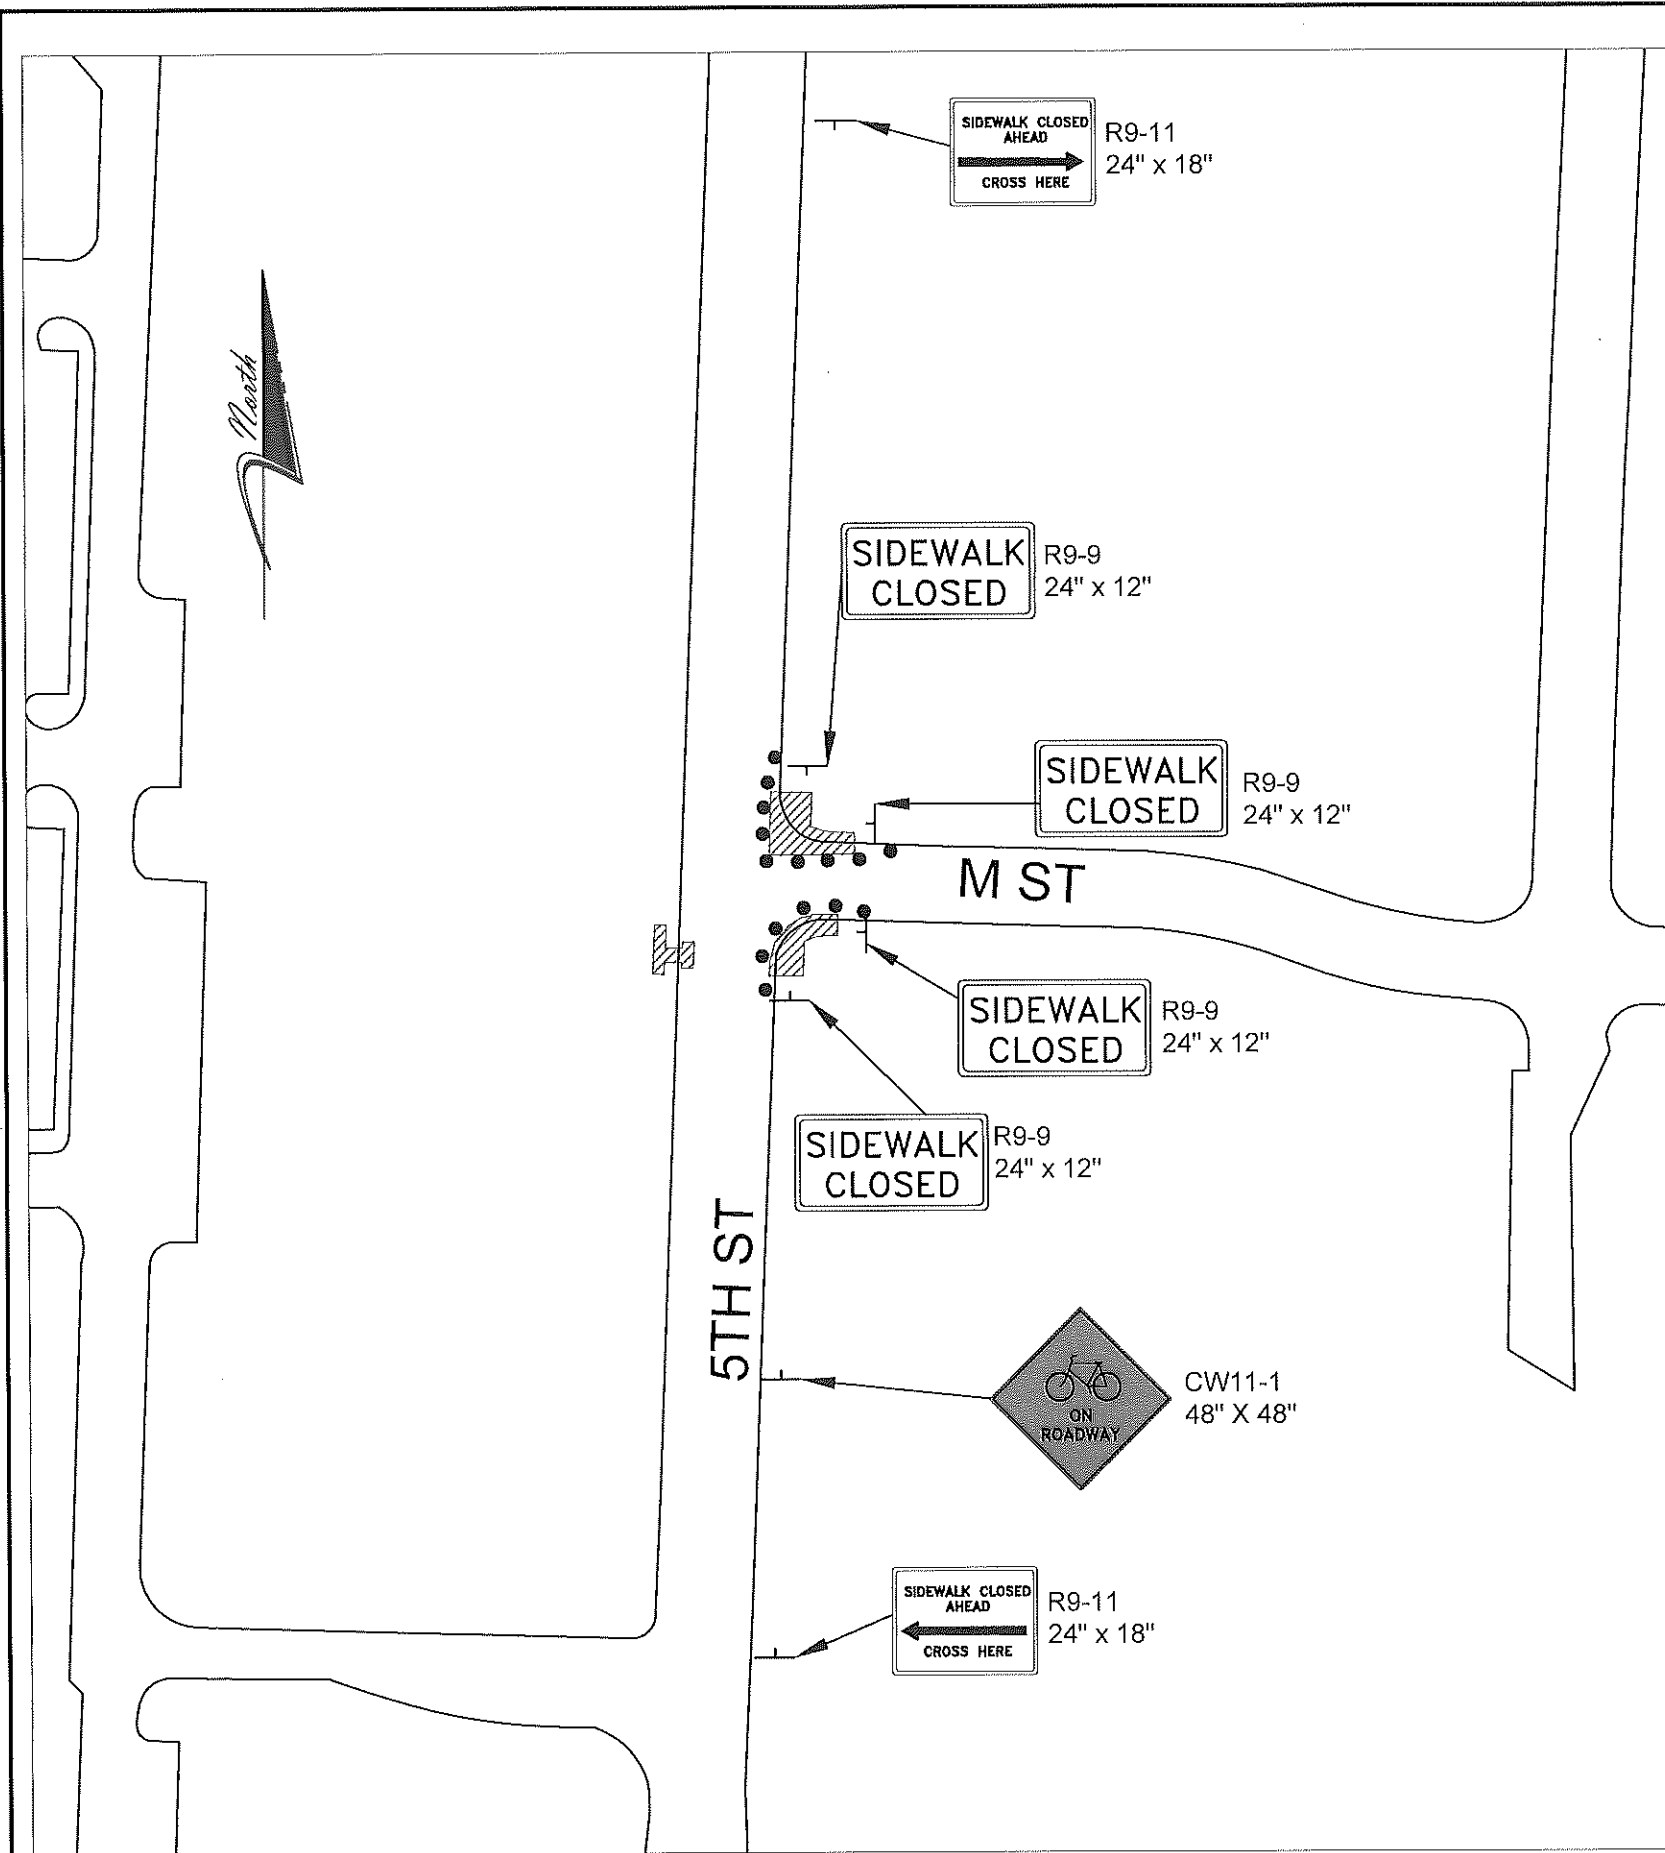 SIDEWALK CLOSED
AHEAD
CROSS HERE
R9-11
24" x 18"
North
SIDEWALK
CLOSED
R9-9
24" x 12"
SIDEWALK
CLOSED
R9-9
24" x 12"
M ST
SIDEWALK
CLOSED
R9-9
24" x 12"
SIDEWALK
CLOSED
R9-9
24" x 12"
5TH ST
ON
ROADWAY
CW11-1
48" X 48"
SIDEWALK CLOSED
AHEAD
CROSS HERE
R9-11
24" x 18"